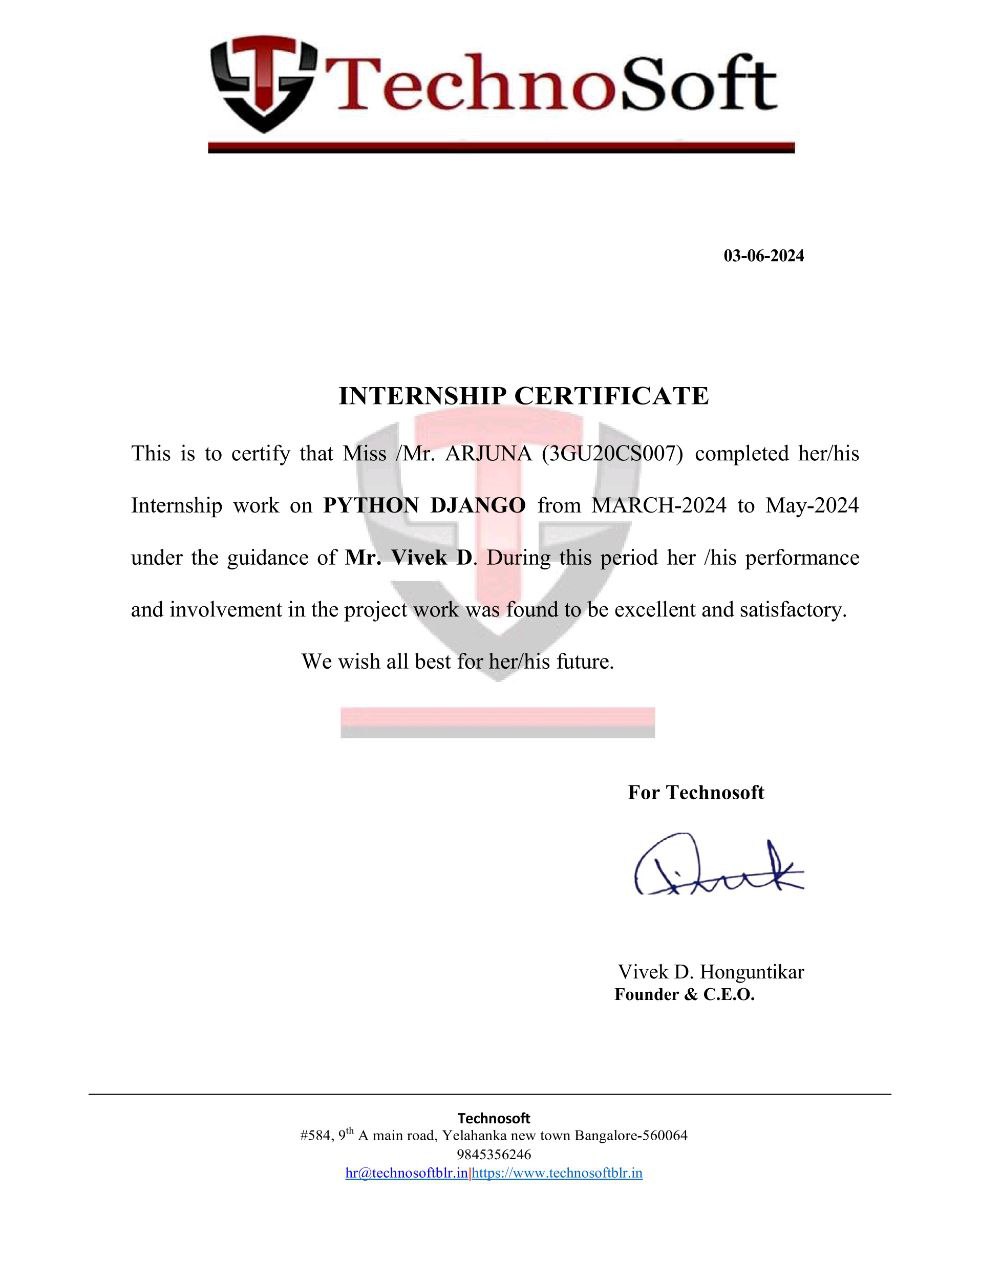 TechnoSoft
03-06-2024
INTERNSHIP CERTIFICATE
This is to certify that Miss /Mr. ARJUNA (3GU20CS007) completed her/his
Internship work on PYTHON DJANGO from MARCH-2024 to May-2024
under the guidance of Mr. Vivek D. During this period her /his performance
and involvement in the project work was found to be excellent and satisfactory.
We wish all best for her/his future.
For Technosoft
Vivek D. Honguntikar
Founder & C.E.O.
Technosoft
#584, 9th A main road, Yelahanka new town Bangalore-560064
9845356246
hr@technosoftblr.in|https://www.technosoftblr.in